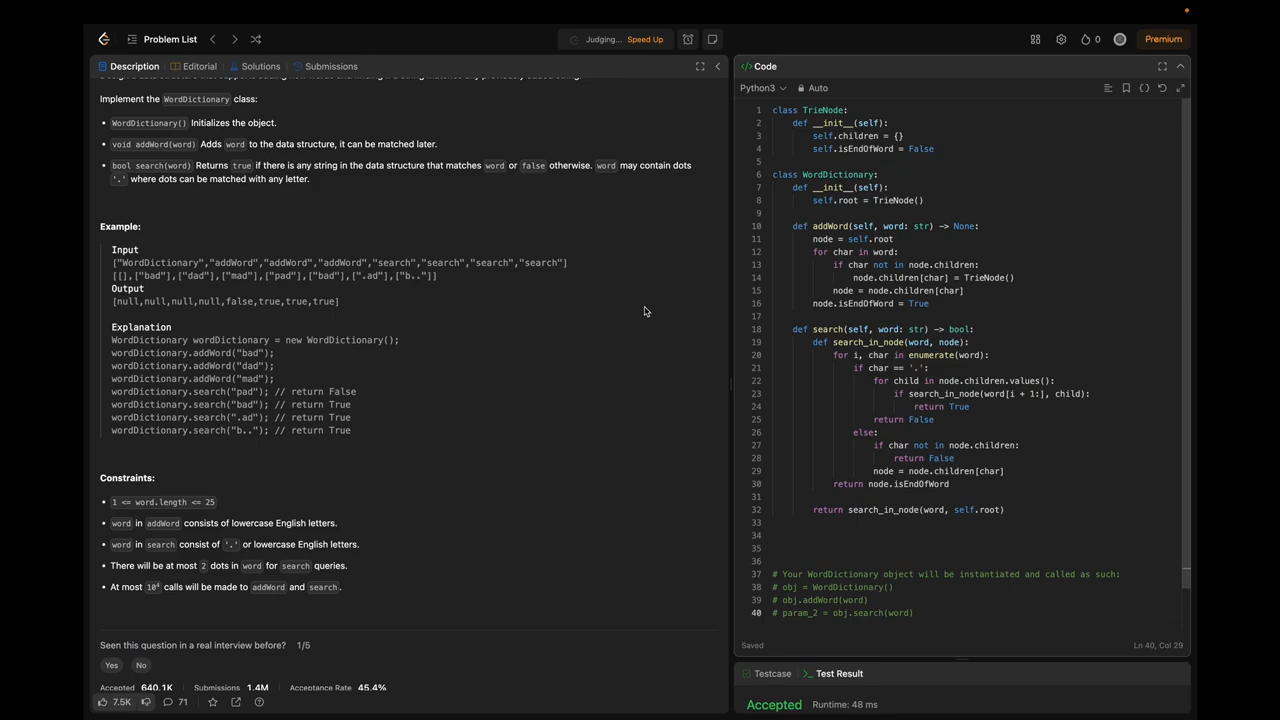 Problem List
Judging... Speed Up
0
Premium
Description
Editorial
Solutions
Submissions
Implement the WordDictionary class:
• WordDictionary() Initializes the object.
• void addWord(word) Adds word to the data structure, it can be matched later.
• bool search(word) Returns true if there is any string in the data structure that matches word or false otherwise. word may contain dots
'.' where dots can be matched with any letter.
Example:
Input
["WordDictionary","addWord","addWord","addWord","search","search","search","search"]
[[],["bad"],["dad"],["mad"],["pad"],["bad"],[".ad"],["b.."]]
Output
[null,null,null,null,false,true,true,true]
Explanation
WordDictionary wordDictionary = new WordDictionary();
wordDictionary.addWord("bad");
wordDictionary.addWord("dad");
wordDictionary.addWord("mad");
wordDictionary.search("pad"); // return False
wordDictionary.search("bad"); // return True
wordDictionary.search(".ad"); // return True
wordDictionary.search("b.."); // return True
Constraints:
• 1 <= word.length <= 25
• word in addWord consists of lowercase English letters.
• word in search consist of '.' or lowercase English letters.
• There will be at most 2 dots in word for search queries.
• At most 10⁴ calls will be made to addWord and search.
Seen this question in a real interview before? 1/5
Yes No
Accepted 640.1K Submissions 1.4M Acceptance Rate 45.4%
7.5K 71
</> Code
Python3 Auto
1 class TrieNode:
2 def __init__(self):
3 self.children = {}
4 self.isEndOfWord = False
5
6 class WordDictionary:
7 def __init__(self):
8 self.root = TrieNode()
9
10 def addWord(self, word: str) -> None:
11 node = self.root
12 for char in word:
13 if char not in node.children:
14 node.children[char] = TrieNode()
15 node = node.children[char]
16 node.isEndOfWord = True
17
18 def search(self, word: str) -> bool:
19 def search_in_node(word, node):
20 for i, char in enumerate(word):
21 if char == '.':
22 for child in node.children.values():
23 if search_in_node(word[i + 1:], child):
24 return True
25 return False
26 else:
27 if char not in node.children:
28 return False
29 node = node.children[char]
30 return node.isEndOfWord
31
32 return search_in_node(word, self.root)
33
34
35
36
37 # Your WordDictionary object will be instantiated and called as such:
38 # obj = WordDictionary()
39 # obj.addWord(word)
40 # param_2 = obj.search(word)
Saved
Ln 40, Col 29
Testcase
>_ Test Result
Accepted Runtime: 48 ms